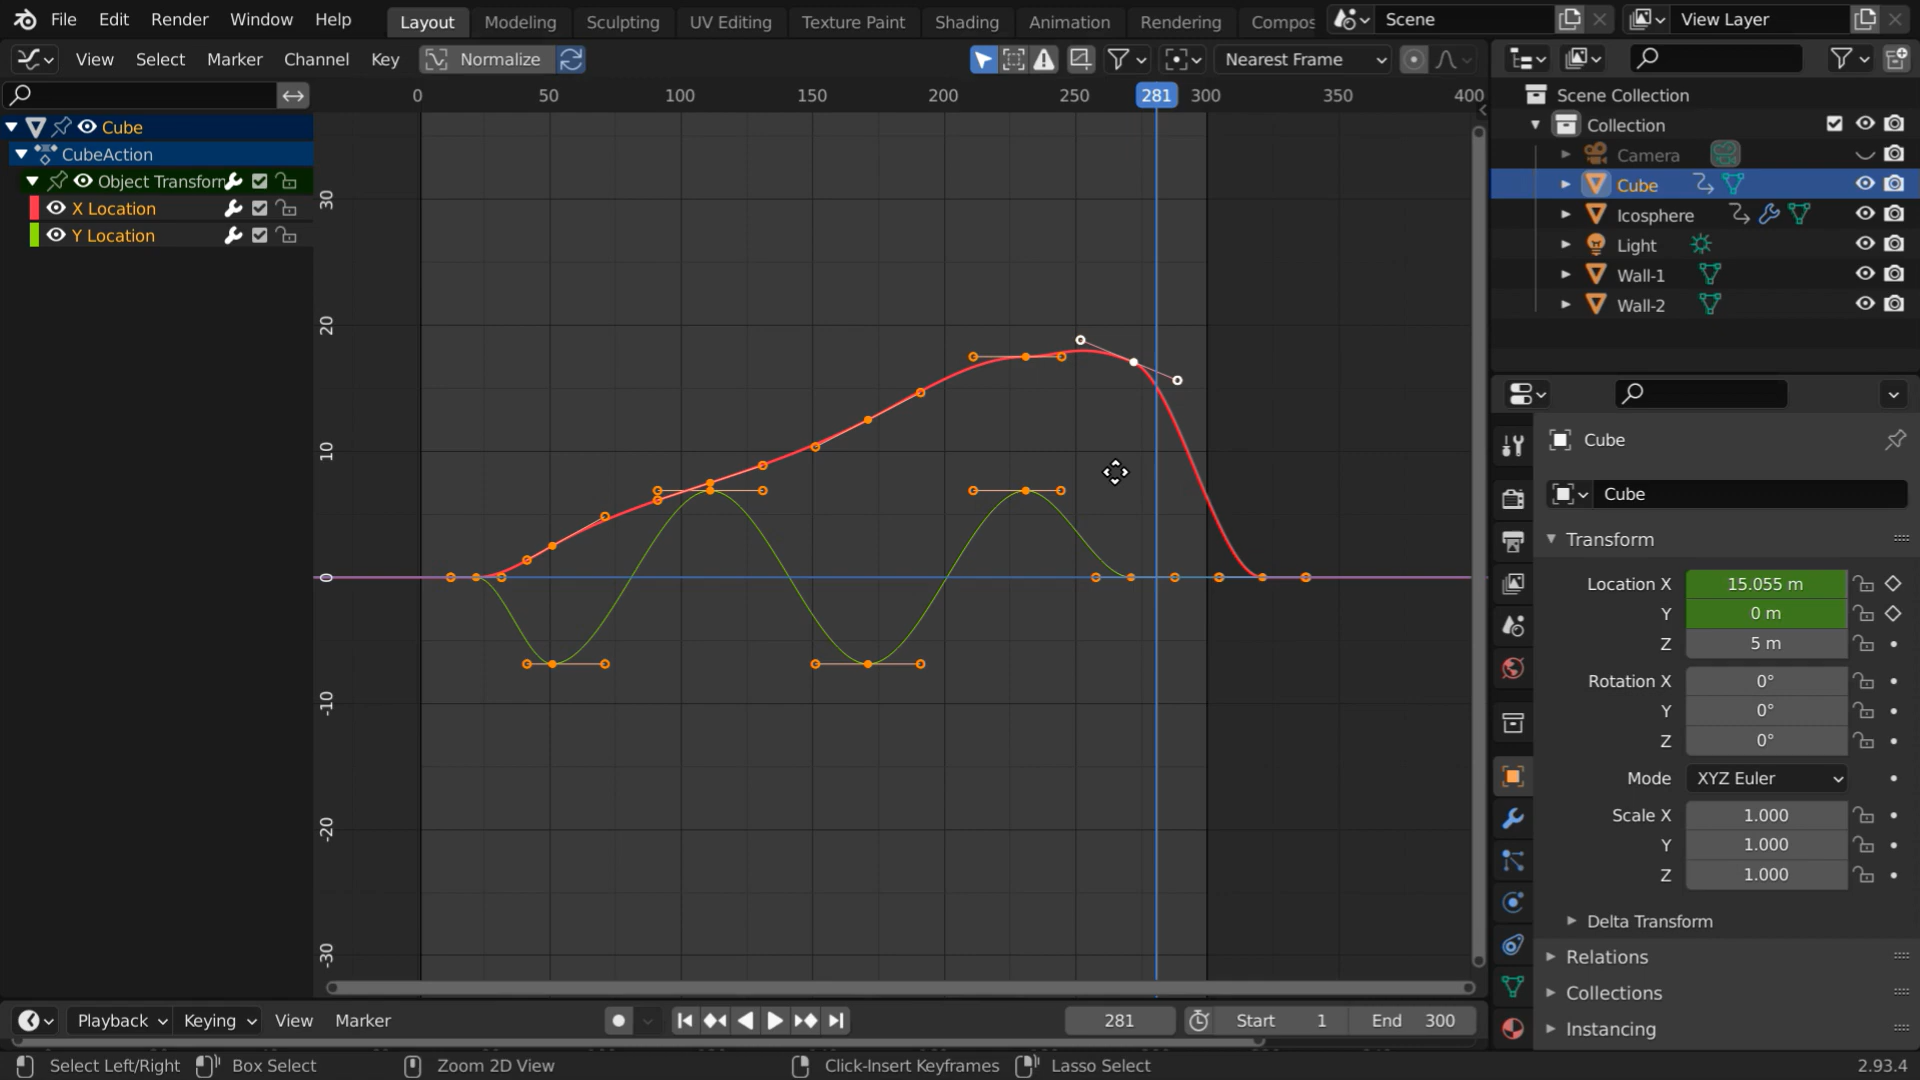 File Edit Render Window Help Layout Modeling Sculpting UV Editing Texture Paint Shading Animation Rendering Compos Scene View Layer
View Select Marker Channel Key Normalize Nearest Frame
0 50 100 150 200 250 281 300 350 400
Cube
CubeAction
Object Transforn
X Location
Y Location
30
20
10
0
-10
-20
-30
Scene Collection
Collection
Camera
Cube
Icosphere
Light
Wall-1
Wall-2
Cube
Cube
Transform
Location X 15.055 m
Y 0 m
Z 5 m
Rotation X 0°
Y 0°
Z 0°
Mode XYZ Euler
Scale X 1.000
Y 1.000
Z 1.000
Delta Transform
Relations
Collections
Instancing
Playback Keying View Marker 281 Start 1 End 300
Select Left/Right Box Select Zoom 2D View Click-Insert Keyframes Lasso Select 2.93.4